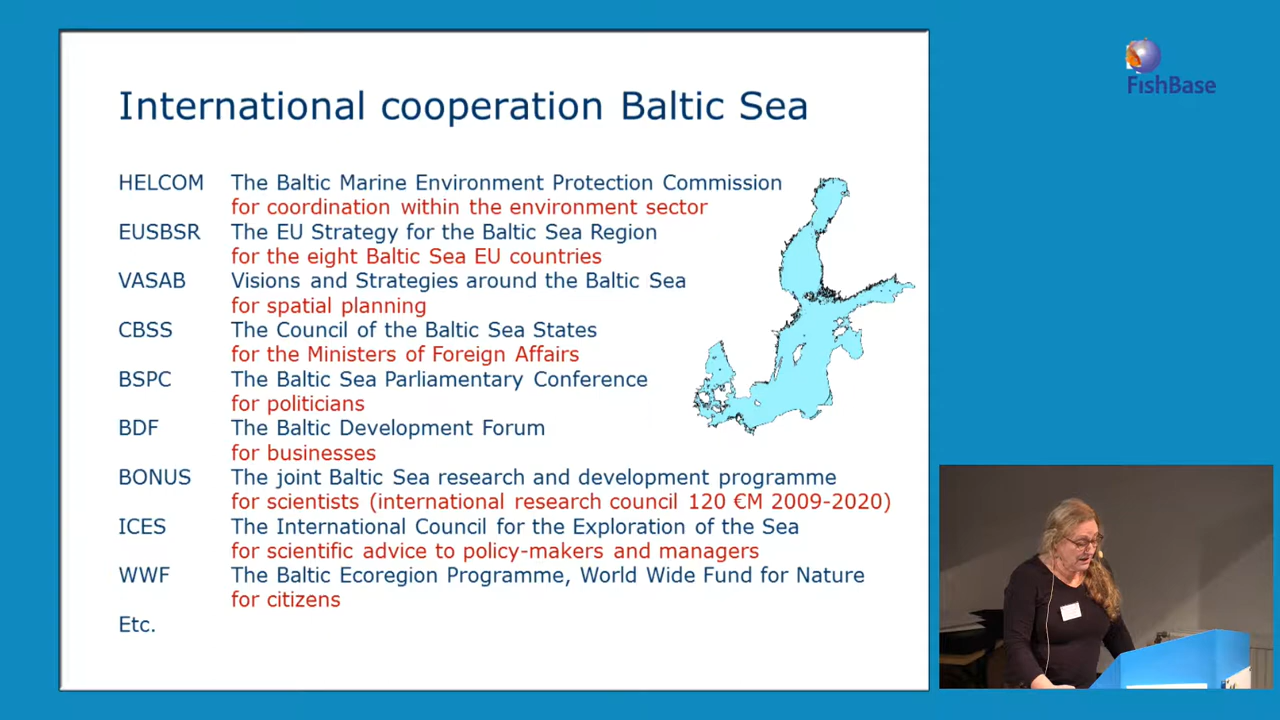 International cooperation Baltic Sea
HELCOM The Baltic Marine Environment Protection Commission
for coordination within the environment sector
EUSBSR The EU Strategy for the Baltic Sea Region
for the eight Baltic Sea EU countries
VASAB Visions and Strategies around the Baltic Sea
for spatial planning
CBSS The Council of the Baltic Sea States
for the Ministers of Foreign Affairs
BSPC The Baltic Sea Parliamentary Conference
for politicians
BDF The Baltic Development Forum
for businesses
BONUS The joint Baltic Sea research and development programme
for scientists (international research council 120 €M 2009-2020)
ICES The International Council for the Exploration of the Sea
for scientific advice to policy-makers and managers
WWF The Baltic Ecoregion Programme, World Wide Fund for Nature
for citizens
Etc.
FishBase